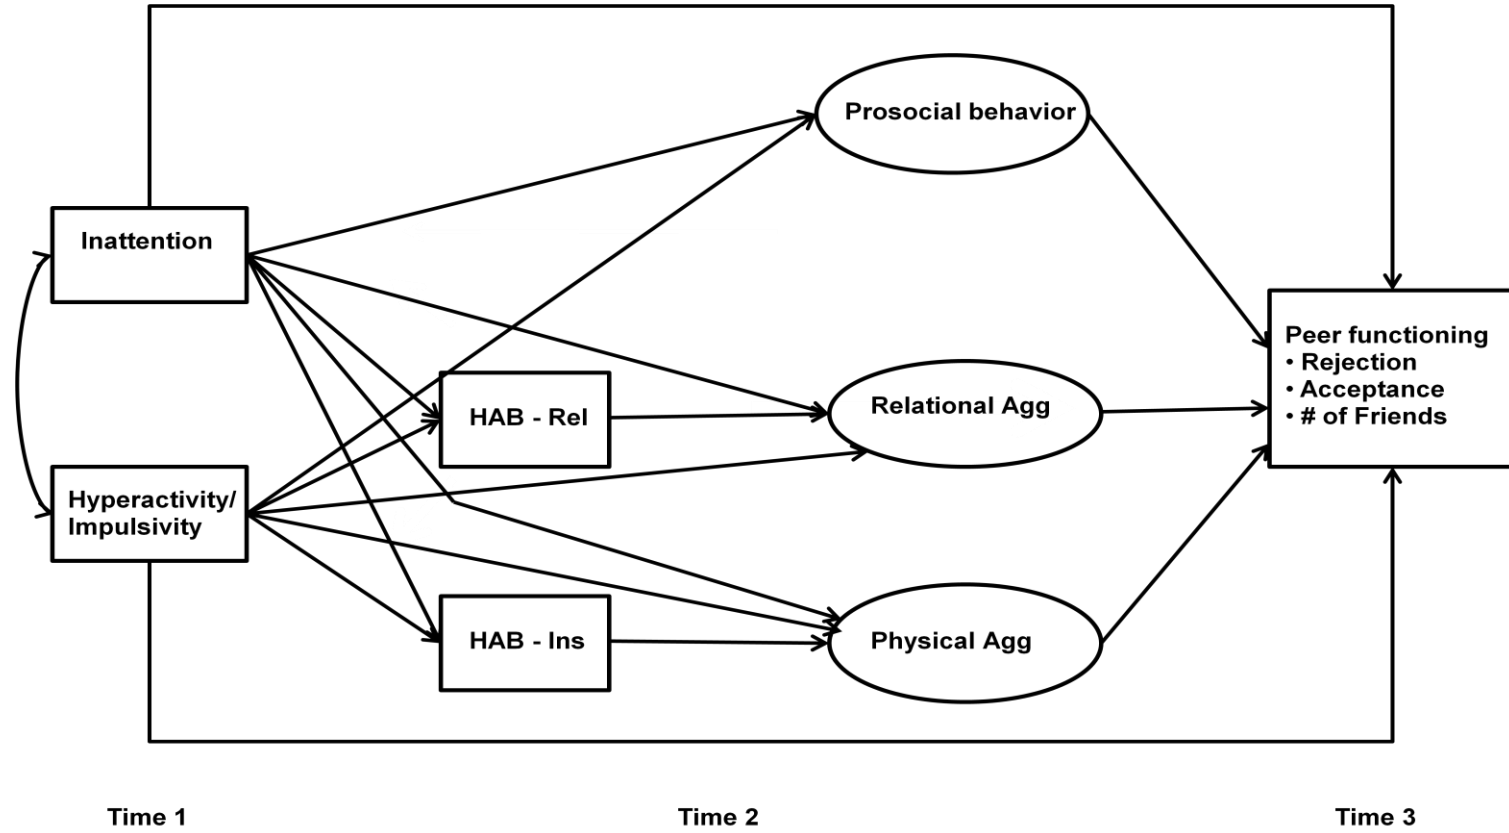 Prosocial behavior
Inattention
Peer functioning
• Rejection
• Acceptance
• # of Friends
HAB - Rel
Relational Agg
Hyperactivity/
Impulsivity
HAB - Ins
Physical Agg
Time 1
Time 2
Time 3